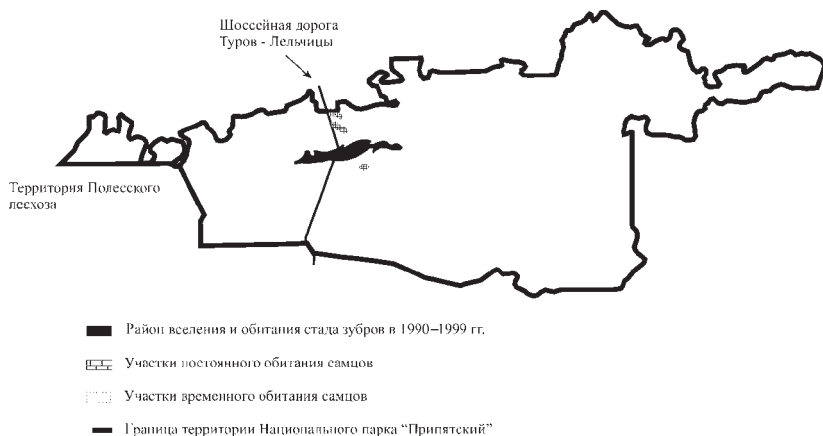 Шоссейная дорога
Туров - Лельчицы
Территория Полесского
лесхоза
Район вселения и обитания стада зубров в 1990–1999 гг.
Участки постоянного обитания самцов
Участки временного обитания самцов
Граница территории Национального парка “Припятский”